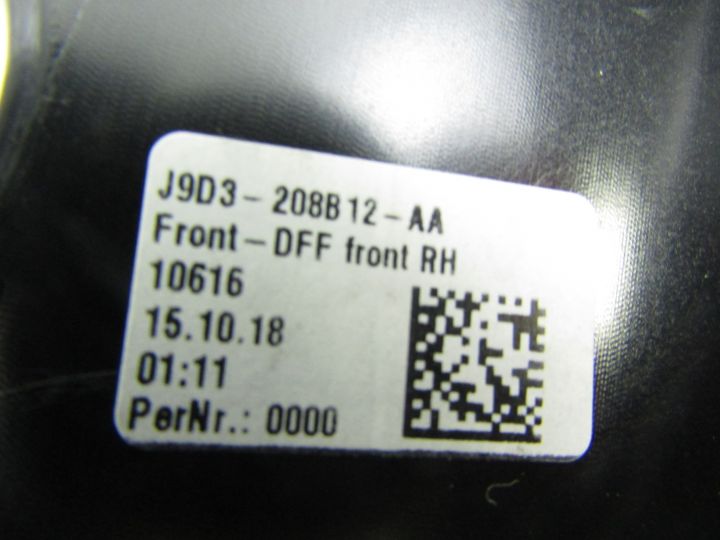 J9D3-208B12-AA
Front-DFF front RH
10616
15.10.18
01:11
PerNr.: 0000